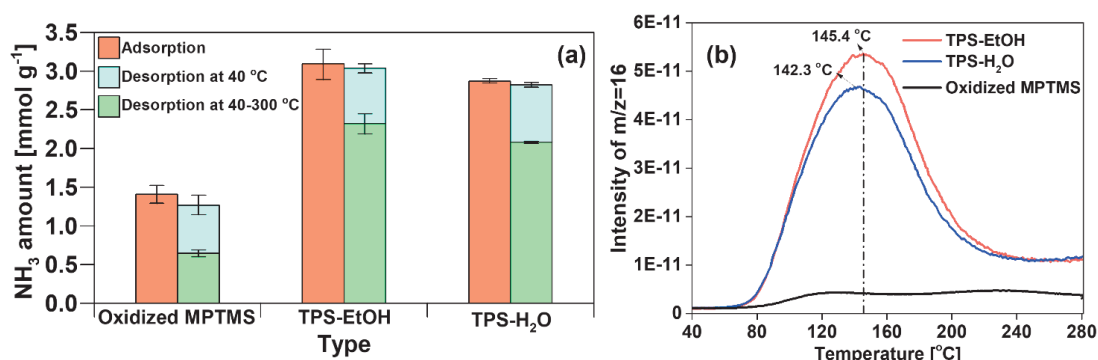 (a)
Adsorption
Desorption at 40 °C
Desorption at 40-300 °C
NH₃ amount [mmol g⁻¹]
3.5
3.0
2.5
2.0
1.5
1.0
0.5
0.0
Oxidized MPTMS
TPS-EtOH
TPS-H₂O
Type
(b)
145.4 °C
142.3 °C
TPS-EtOH
TPS-H₂O
Oxidized MPTMS
Intensity of m/z=16
6E-11
5E-11
4E-11
3E-11
2E-11
1E-11
0
40
80
120
160
200
240
280
Temperature [°C]